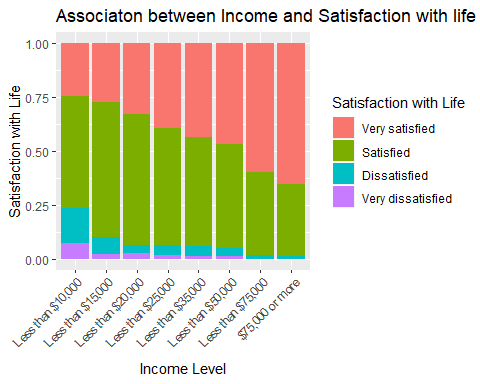 Associaton between Income and Satisfaction with life
Satisfaction with Life
1.00
0.75
0.50
0.25
0.00
Less than $10,000
Less than $15,000
Less than $20,000
Less than $25,000
Less than $35,000
Less than $50,000
Less than $75,000
$75,000 or more
Income Level
Satisfaction with Life
Very satisfied
Satisfied
Dissatisfied
Very dissatisfied